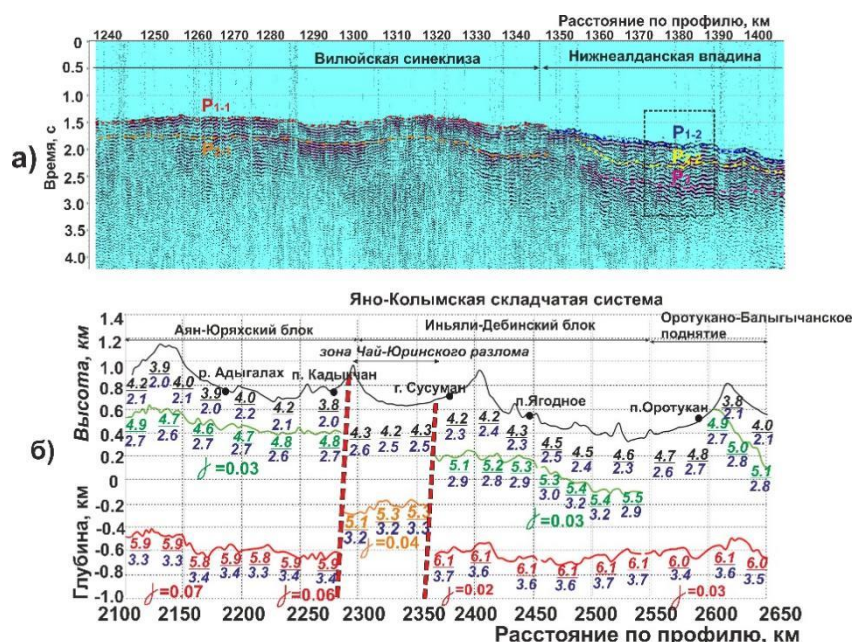 Расстояние по профилю, км
1240 1250 1260 1270 1280 1290 1300 1310 1320 1330 1340 1350 1360 1370 1380 1390 1400
Вилюйская синеклиза
Нижнеалданская впадина
а)
Время, с
0
0.5
1.0
1.5
2.0
2.5
3.0
3.5
4.0
P1-1
P1-2
Яно-Колымская складчатая система
Аян-Юряхский блок
Иньяли-Дебинский блок
Оротукано-Балыгычанское
поднятие
зона Чай-Юринского разлома
р. Адыгалах
п. Кадыкчан
г. Сусуман
п.Ягодное
п.Оротукан
б)
Высота, км
Глубина, км
1.4
1.2
1.0
0.8
0.6
0.4
0.2
0
-0.2
-0.4
-0.6
-0.8
-1.0
4.2 3.9 4.0 3.9 4.0 4.2 3.8 4.3 4.2 4.3 4.2 4.2 4.3 4.5 4.5 4.6 4.7 4.8 3.8 4.0
2.1 2.0 2.1 2.0 2.2 2.1 2.0 2.6 2.5 2.5 2.3 2.4 2.3 2.5 2.4 2.3 2.6 2.7 2.1 2.1
4.9 4.7 4.6 4.7 4.8 4.8 5.1 5.2 5.3 5.3 5.4 5.4 5.5 4.9 5.0 5.1
2.7 2.6 2.7 2.7 2.6 2.7 2.9 2.8 2.9 3.0 3.2 3.2 2.9 2.7 2.8 2.8
γ=0.03
γ=0.03
5.1 5.3 5.3
3.2 3.2 3.3
γ=0.04
5.9 5.9 5.8 5.9 5.8 5.9 5.9 6.1 6.1 6.1 6.1 6.1 6.1 6.0 6.1 6.0
3.3 3.3 3.4 3.4 3.3 3.4 3.4 3.7 3.6 3.6 3.6 3.7 3.7 3.4 3.6 3.5
γ=0.07
γ=0.06
γ=0.02
γ=0.03
2100 2150 2200 2250 2300 2350 2400 2450 2500 2550 2600 2650
Расстояние по профилю, км